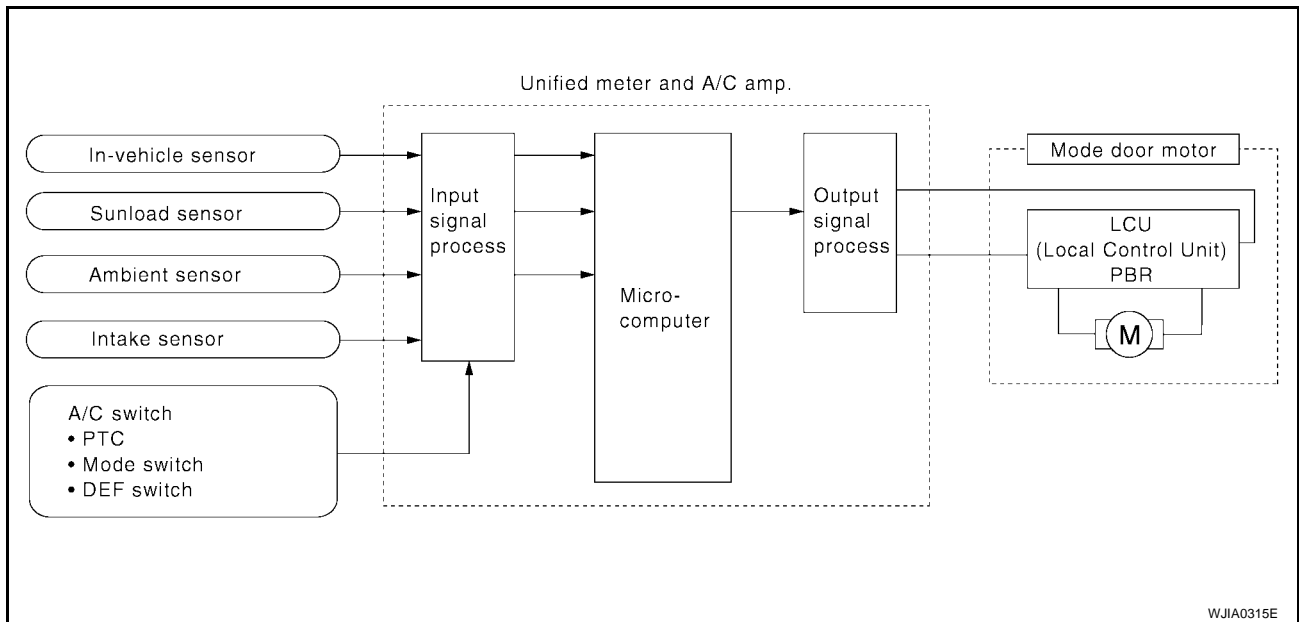 Unified meter and A/C amp.
In-vehicle sensor
Sunload sensor
Ambient sensor
Intake sensor
A/C switch
• PTC
• Mode switch
• DEF switch
Input
signal
process
Micro-
computer
Output
signal
process
Mode door motor
LCU
(Local Control Unit)
PBR
M
WJIA0315E